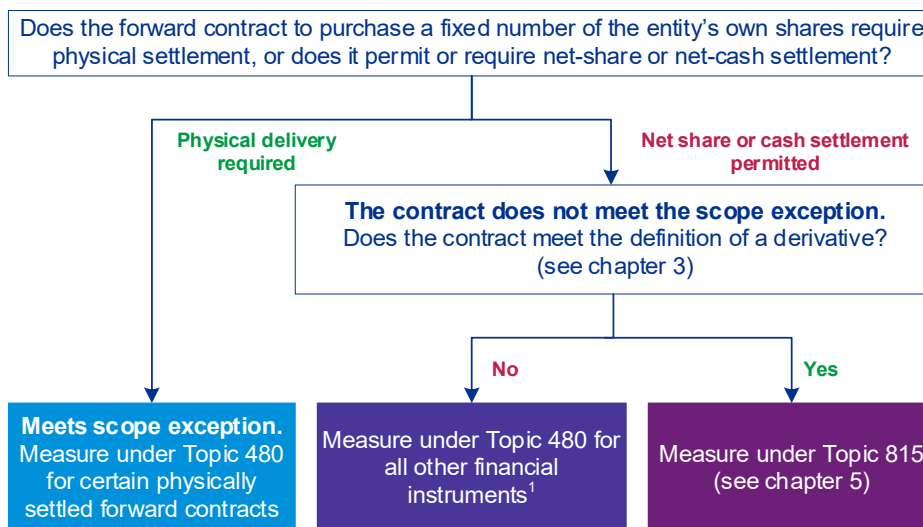 Does the forward contract to purchase a fixed number of the entity's own shares require
physical settlement, or does it permit or require net-share or net-cash settlement?
Physical delivery
required
Net share or cash settlement
permitted
The contract does not meet the scope exception.
Does the contract meet the definition of a derivative?
(see chapter 3)
No
Yes
Meets scope exception.
Measure under Topic 480
for certain physically
settled forward contracts
Measure under Topic 480 for
all other financial
instruments1
Measure under Topic 815
(see chapter 5)